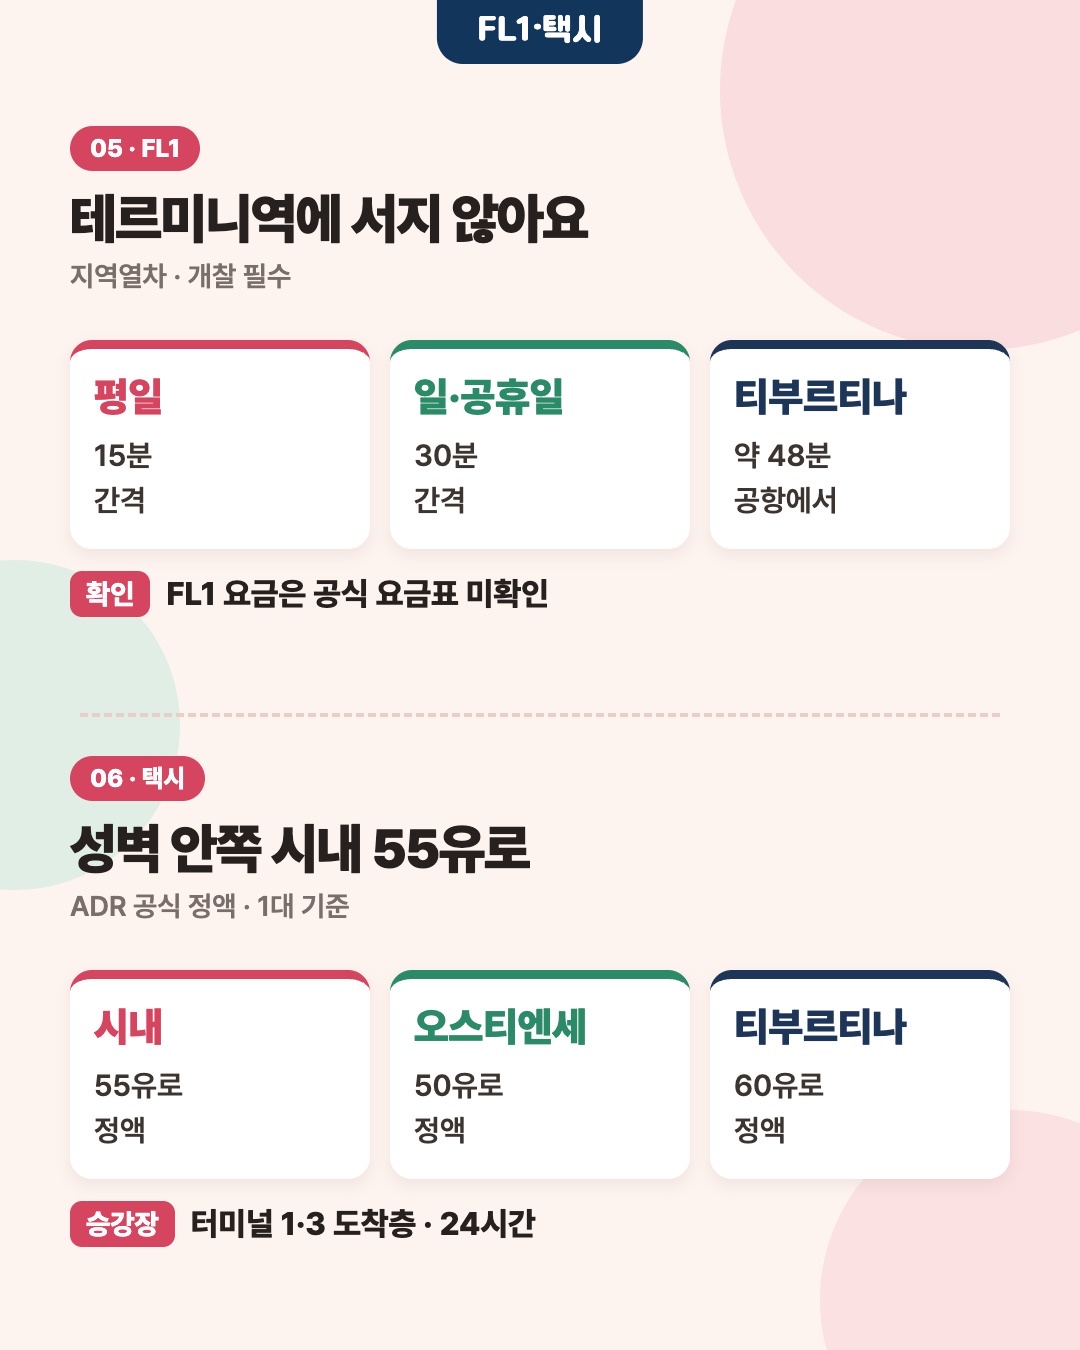 FL1·택시
05 · FL1
테르미니역에 서지 않아요
지역열차 · 개찰 필수
평일
15분
간격
일·공휴일
30분
간격
티부르티나
약 48분
공항에서
확인 FL1 요금은 공식 요금표 미확인
06 · 택시
성벽 안쪽 시내 55유로
ADR 공식 정액 · 1대 기준
시내
55유로
정액
오스티엔세
50유로
정액
티부르티나
60유로
정액
승강장 터미널 1·3 도착층 · 24시간